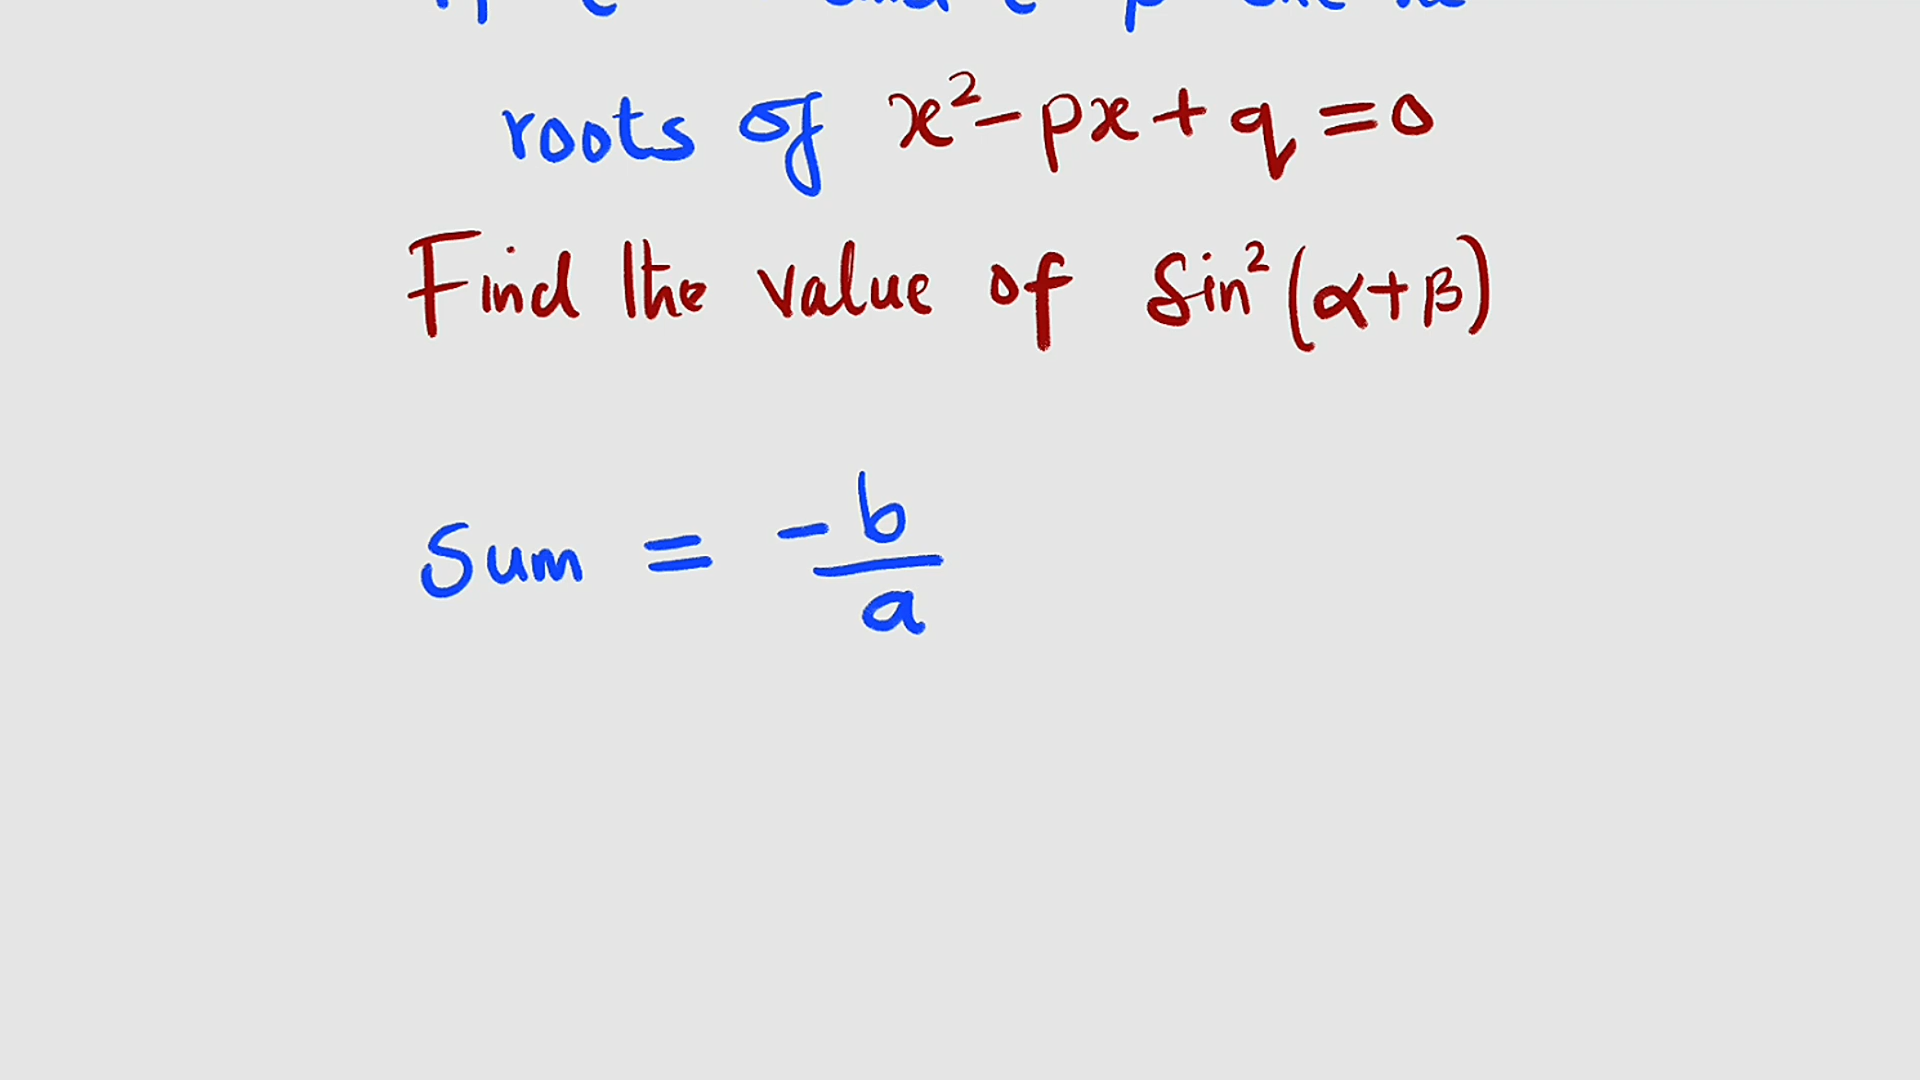 roots of x² - px + q = 0
Find the value of Sin² (α+β)
Sum = -b/a